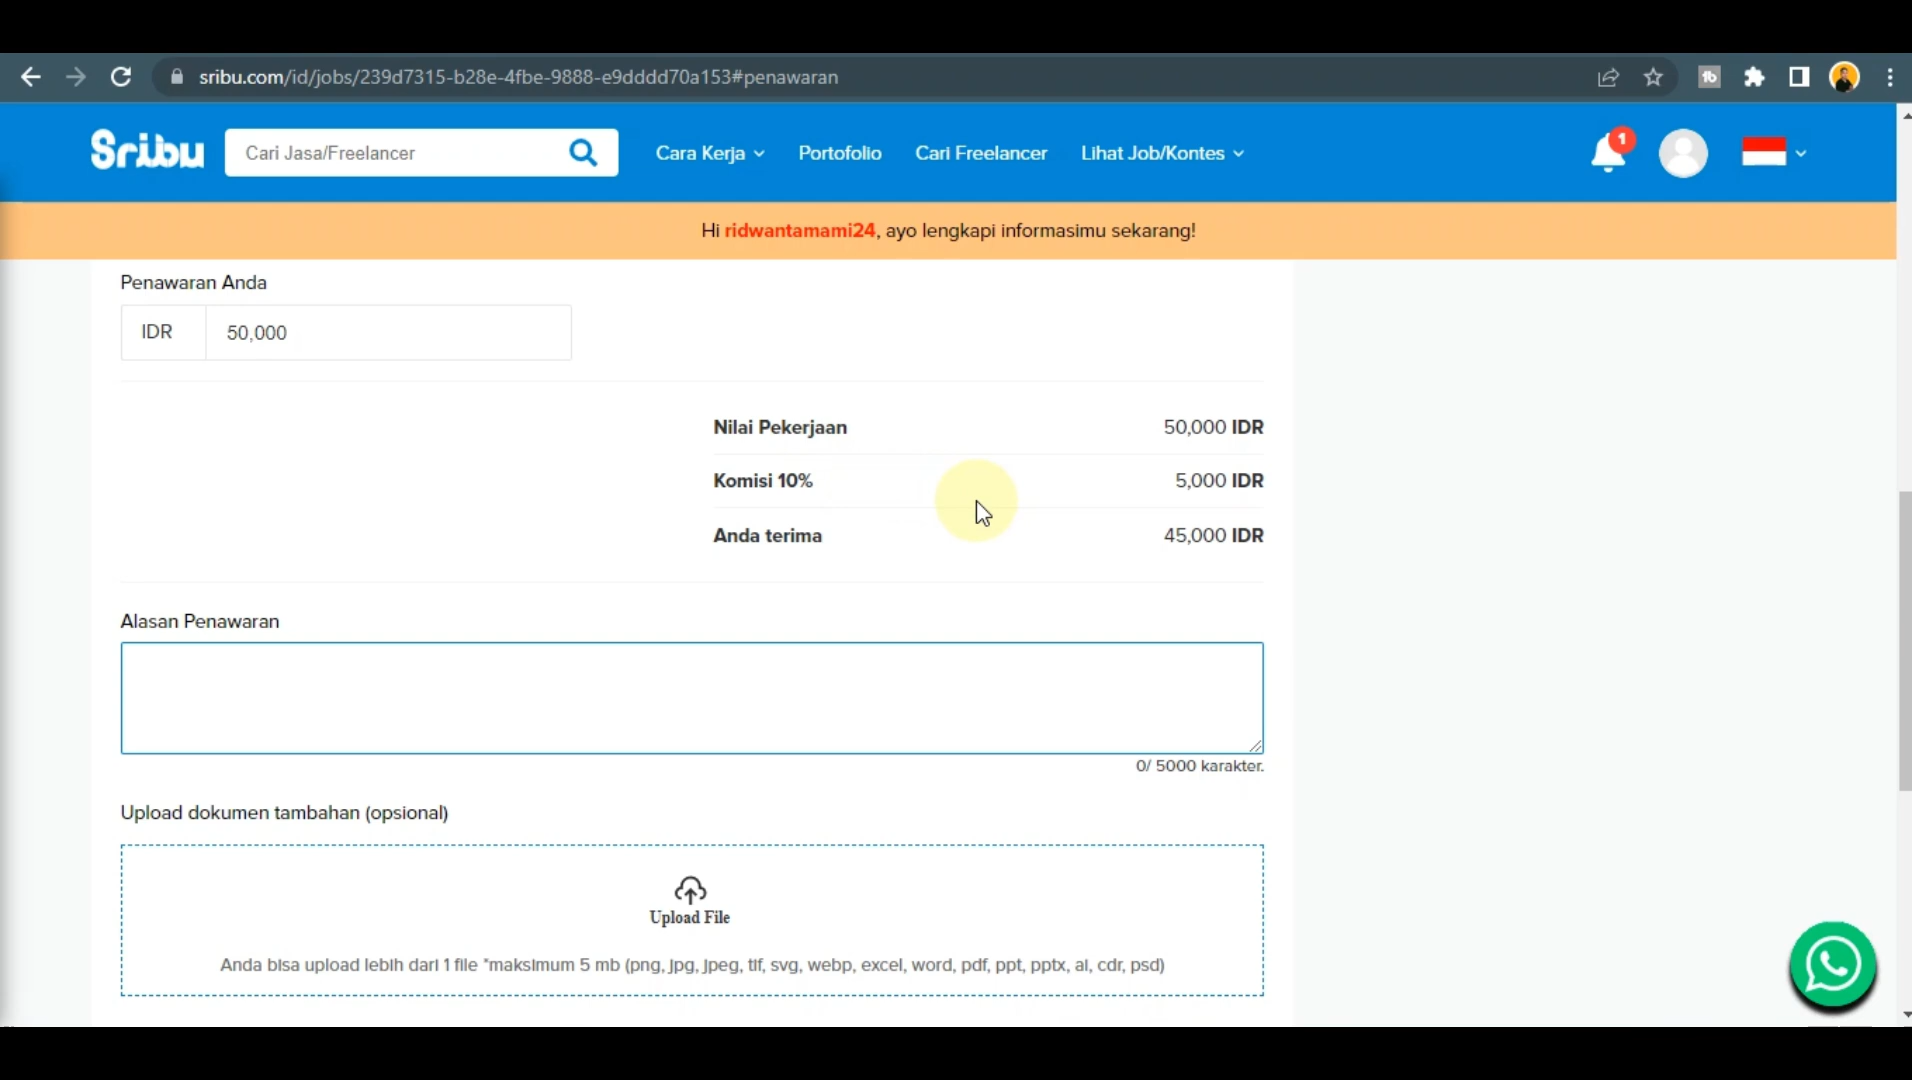 sribu.com/id/jobs/239d7315-b28e-4fbe-9888-e9dddd70a153#penawaran
Sribu
Cari Jasa/Freelancer
Cara Kerja
Portofolio
Cari Freelancer
Lihat Job/Kontes
1
Hi ridwantamami24, ayo lengkapi informasimu sekarang!
Penawaran Anda
IDR 50,000
Nilai Pekerjaan 50,000 IDR
Komisi 10% 5,000 IDR
Anda terima 45,000 IDR
Alasan Penawaran
0/ 5000 karakter.
Upload dokumen tambahan (opsional)
Upload File
Anda bisa upload lebih dari 1 file *maksimum 5 mb (png, jpg, jpeg, tif, svg, webp, excel, word, pdf, ppt, pptx, ai, cdr, psd)